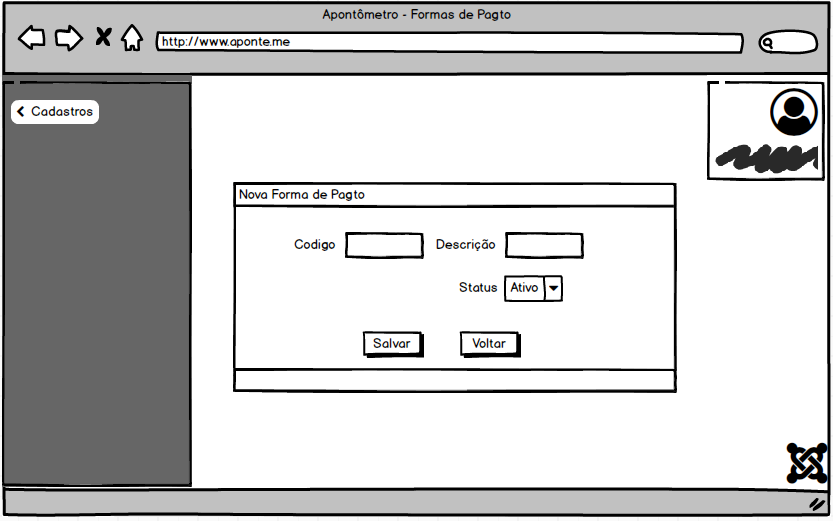 Apontômetro - Formas de Pagto
http://www.aponte.me
Cadastros
Nova Forma de Pagto
Codigo
Descrição
Status
Ativo
Salvar
Voltar